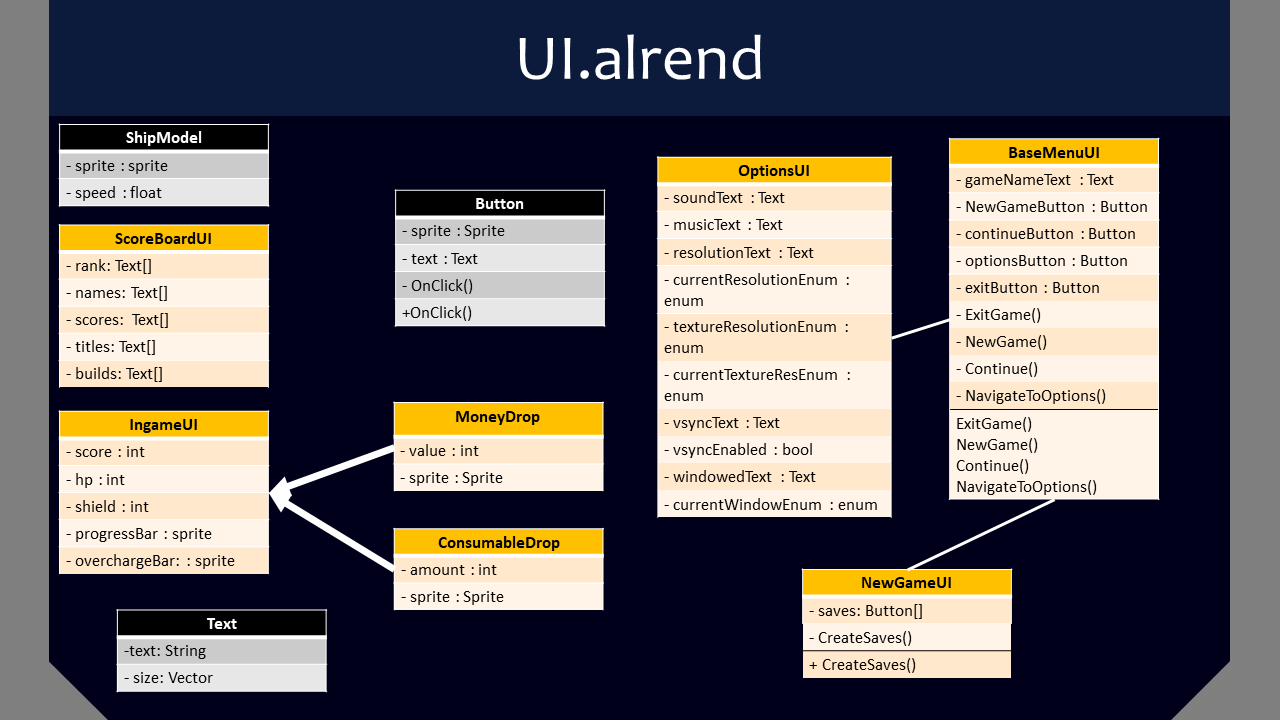 UI.alrend
ShipModel
- sprite : sprite
- speed : float
ScoreBoardUI
- rank: Text[]
- names: Text[]
- scores: Text[]
- titles: Text[]
- builds: Text[]
IngameUI
- score : int
- hp : int
- shield : int
- progressBar : sprite
- overchargeBar: : sprite
Text
-text: String
- size: Vector
Button
- sprite : Sprite
- text : Text
- OnClick()
+OnClick()
MoneyDrop
- value : int
- sprite : Sprite
ConsumableDrop
- amount : int
- sprite : Sprite
OptionsUI
- soundText : Text
- musicText : Text
- resolutionText : Text
- currentResolutionEnum :
enum
- textureResolutionEnum :
enum
- currentTextureResEnum :
enum
- vsyncText : Text
- vsyncEnabled : bool
- windowedText : Text
- currentWindowEnum : enum
BaseMenuUI
- gameNameText : Text
- NewGameButton : Button
- continueButton : Button
- optionsButton : Button
- exitButton : Button
- ExitGame()
- NewGame()
- Continue()
- NavigateToOptions()
ExitGame()
NewGame()
Continue()
NavigateToOptions()
NewGameUI
- saves: Button[]
- CreateSaves()
+ CreateSaves()